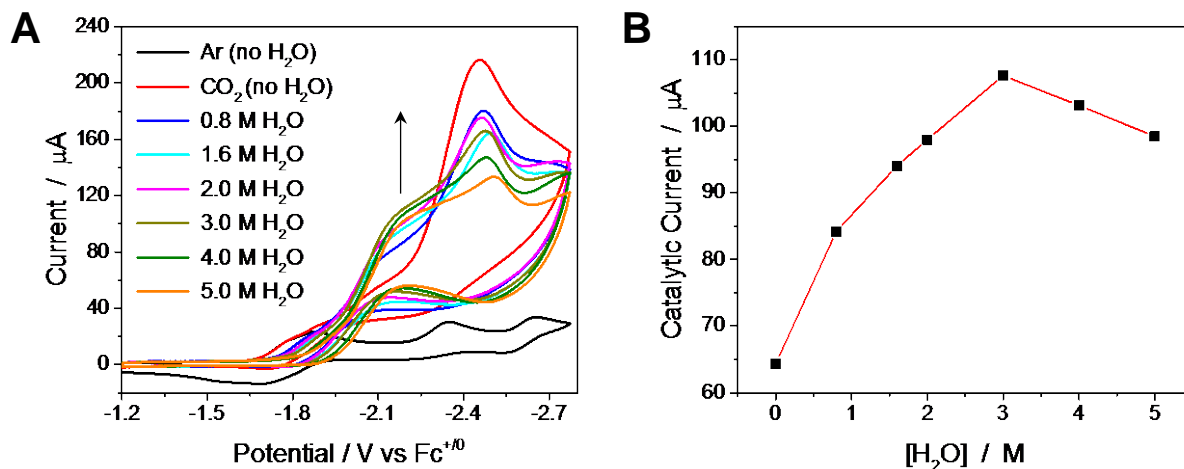 A
240
200
160
120
80
40
0
Current / μA
Ar (no H₂O)
CO₂ (no H₂O)
0.8 M H₂O
1.6 M H₂O
2.0 M H₂O
3.0 M H₂O
4.0 M H₂O
5.0 M H₂O
-1.2 -1.5 -1.8 -2.1 -2.4 -2.7
Potential / V vs Fc⁺ᐟ⁰
B
110
100
90
80
70
60
Catalytic Current / μA
0 1 2 3 4 5
[H₂O] / M